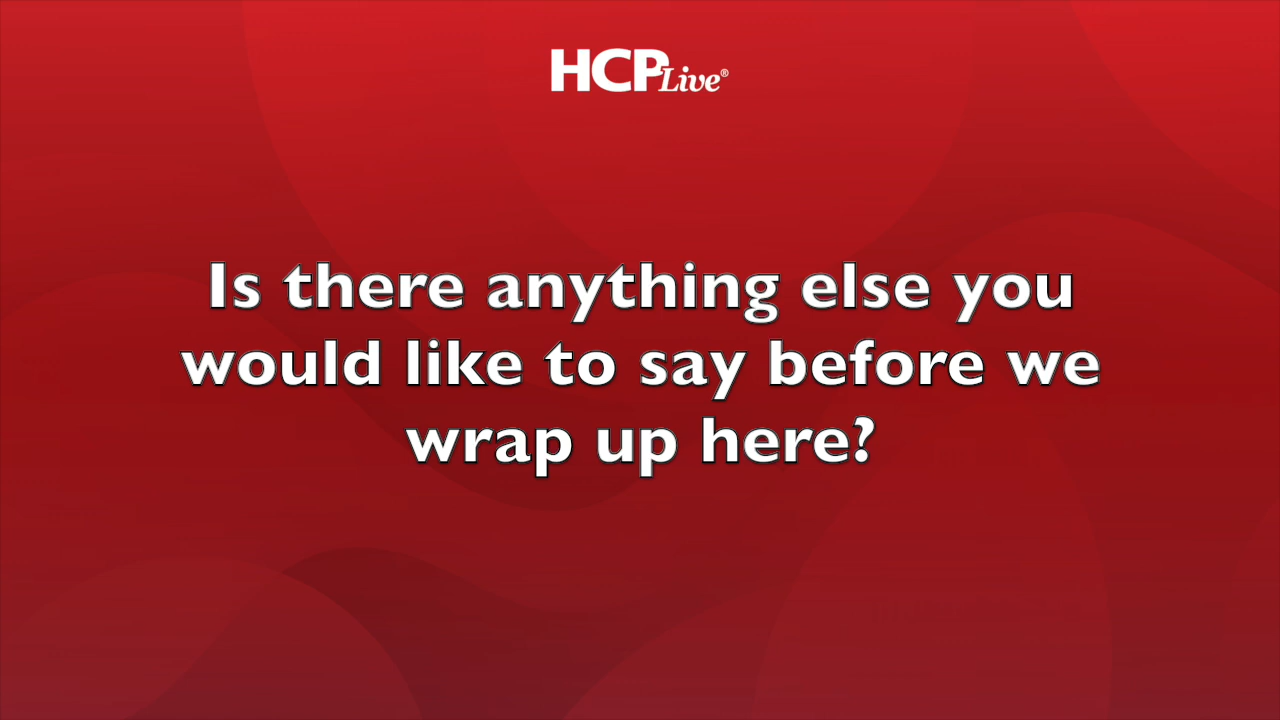 HCPLive®
Is there anything else you
would like to say before we
wrap up here?